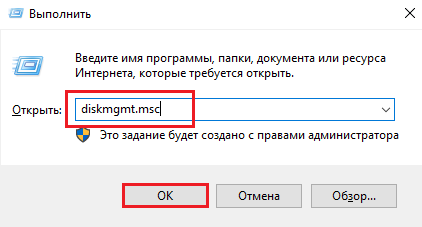 Выполнить
Введите имя программы, папки, документа или ресурса
Интернета, которые требуется открыть.
Открыть: diskmgmt.msc
Это задание будет создано с правами администратора
ОК Отмена Обзор...